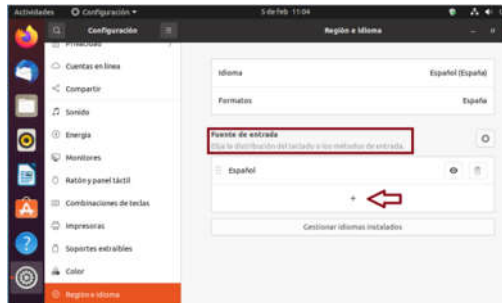 Actividades
Configuración
5 de feb 11:04
Configuración
Región e Idioma
Privacidad
Cuentas en línea
Compartir
Sonido
Energía
Monitores
Ratón y panel táctil
Combinaciones de teclas
Impresoras
Soportes extraíbles
Color
Región e Idioma
Idioma
Español (España)
Formatos
España
Fuente de entrada
Elija la distribución del teclado o los métodos de entrada.
Español
+
Gestionar idiomas instalados